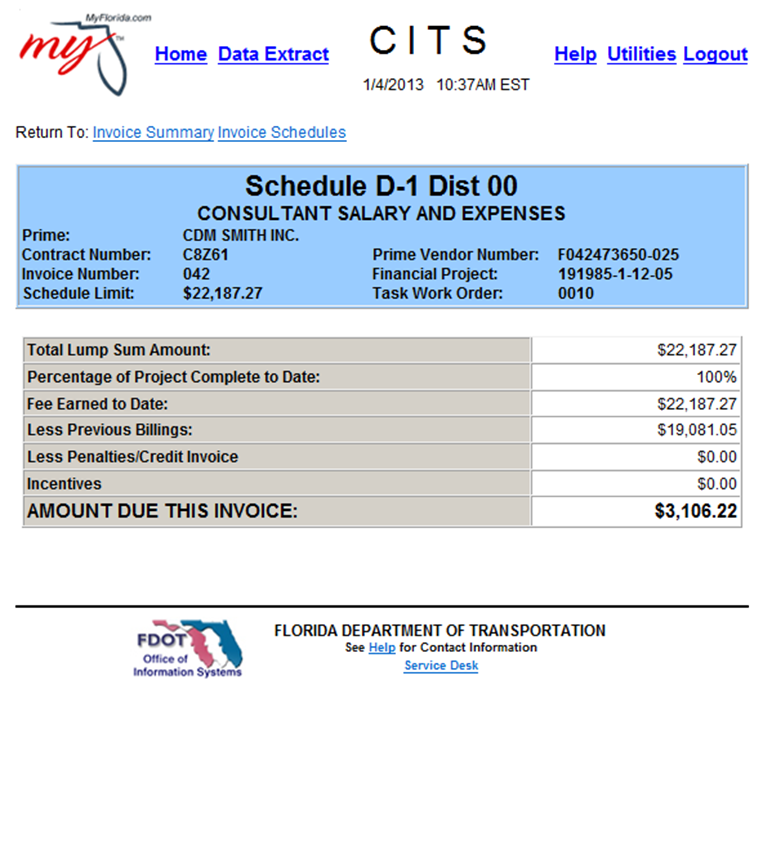 MyFlorida.com
my
TM
Home Data Extract
C I T S
1/4/2013 10:37AM EST
Help Utilities Logout
Return To: Invoice Summary Invoice Schedules
Schedule D-1 Dist 00
CONSULTANT SALARY AND EXPENSES
Prime: CDM SMITH INC.
Contract Number: C8Z61 Prime Vendor Number: F042473650-025
Invoice Number: 042 Financial Project: 191985-1-12-05
Schedule Limit: $22,187.27 Task Work Order: 0010
Total Lump Sum Amount: $22,187.27
Percentage of Project Complete to Date: 100%
Fee Earned to Date: $22,187.27
Less Previous Billings: $19,081.05
Less Penalties/Credit Invoice $0.00
Incentives $0.00
AMOUNT DUE THIS INVOICE: $3,106.22
FDOT
Office of
Information Systems
FLORIDA DEPARTMENT OF TRANSPORTATION
See Help for Contact Information
Service Desk